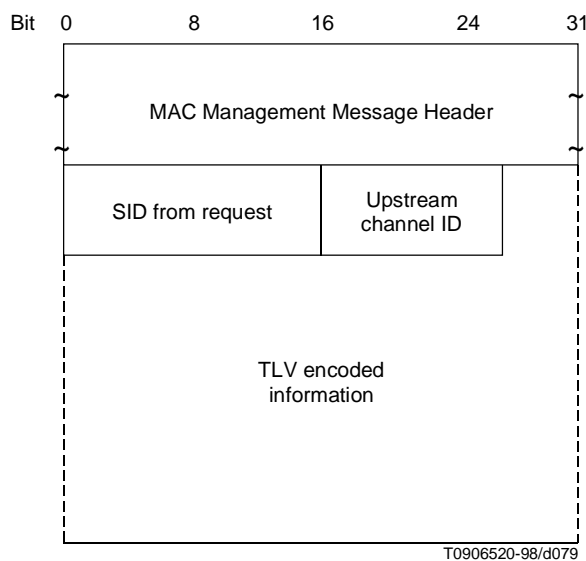 Bit 0 8 16 24 31
MAC Management Message Header
SID from request
Upstream
channel ID
TLV encoded
information
T0906520-98/d079